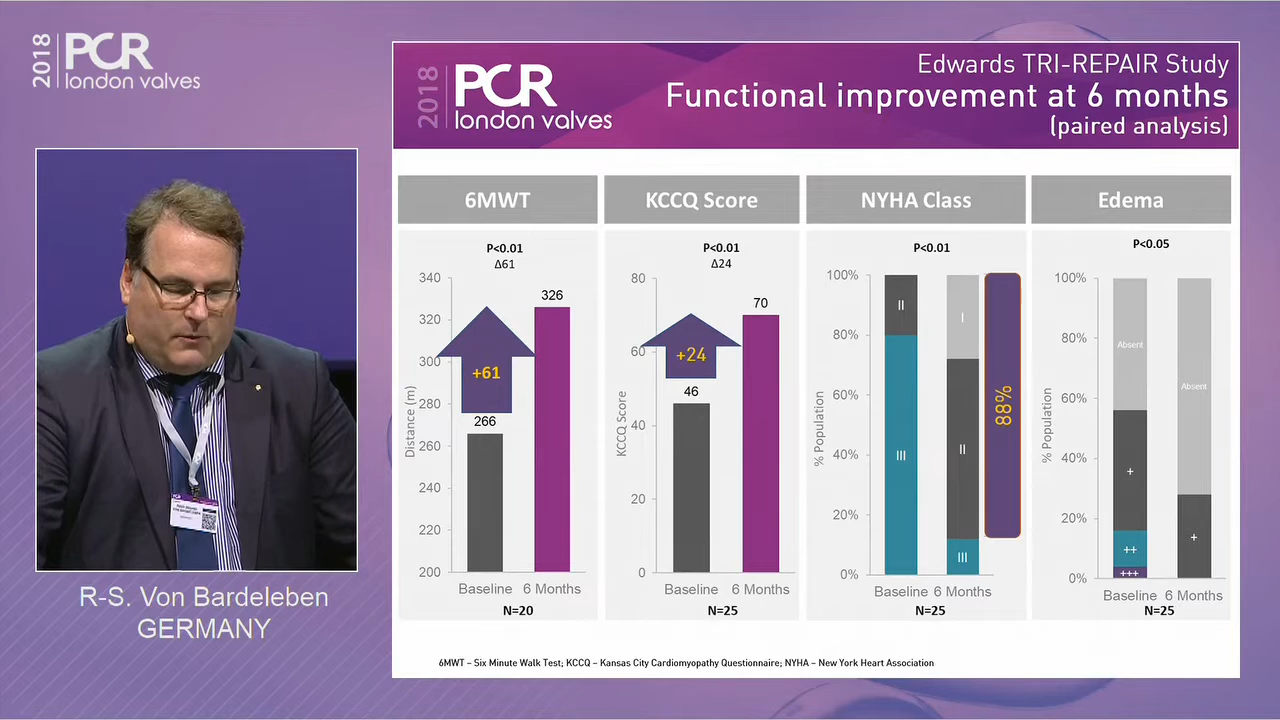 2018 PCR
london valves
R-S. Von Bardeleben
GERMANY
2018 PCR
london valves
Edwards TRI-REPAIR Study
Functional improvement at 6 months
(paired analysis)
6MWT
P<0.01
Δ61
Distance (m)
340
320
300
280
260
240
220
200
+61
266
326
Baseline 6 Months
N=20
KCCQ Score
P<0.01
Δ24
KCCQ Score
80
60
40
20
0
+24
46
70
Baseline 6 Months
N=25
NYHA Class
P<0.01
% Population
100%
80%
60%
40%
20%
0%
II
III
I
II
III
88%
Baseline 6 Months
N=25
Edema
P<0.05
% Population
100%
80%
60%
40%
20%
0%
Absent
+
++
+++
Absent
+
Baseline 6 Months
N=25
6MWT – Six Minute Walk Test; KCCQ – Kansas City Cardiomyopathy Questionnaire; NYHA – New York Heart Association
PCR